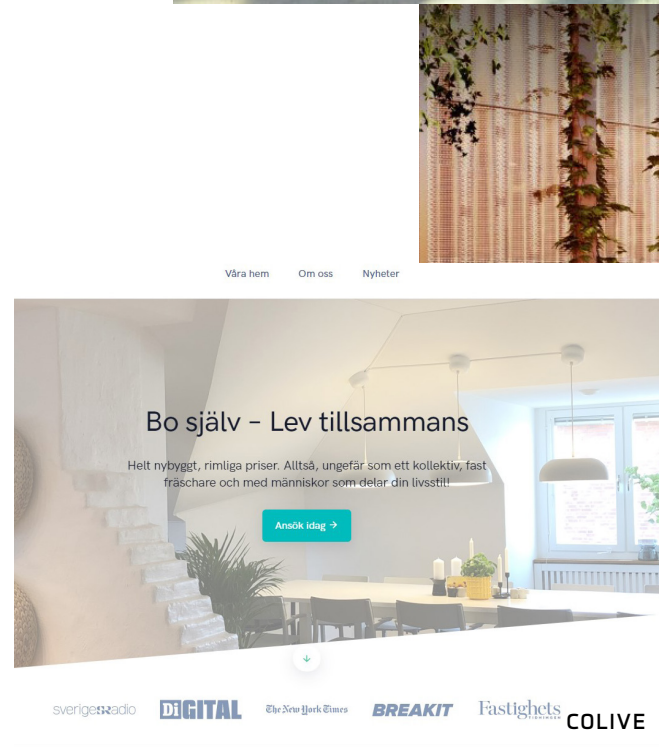 Våra hem Om oss Nyheter
Bo själv – Lev tillsammans
Helt nybyggt, rimliga priser. Alltså, ungefär som ett kollektiv, fast
fräschare och med människor som delar din livsstil!
Ansök idag →
sverigesradio DiGITAL The New York Times BREAKIT Fastighets
TIDNINGEN
COLIVE